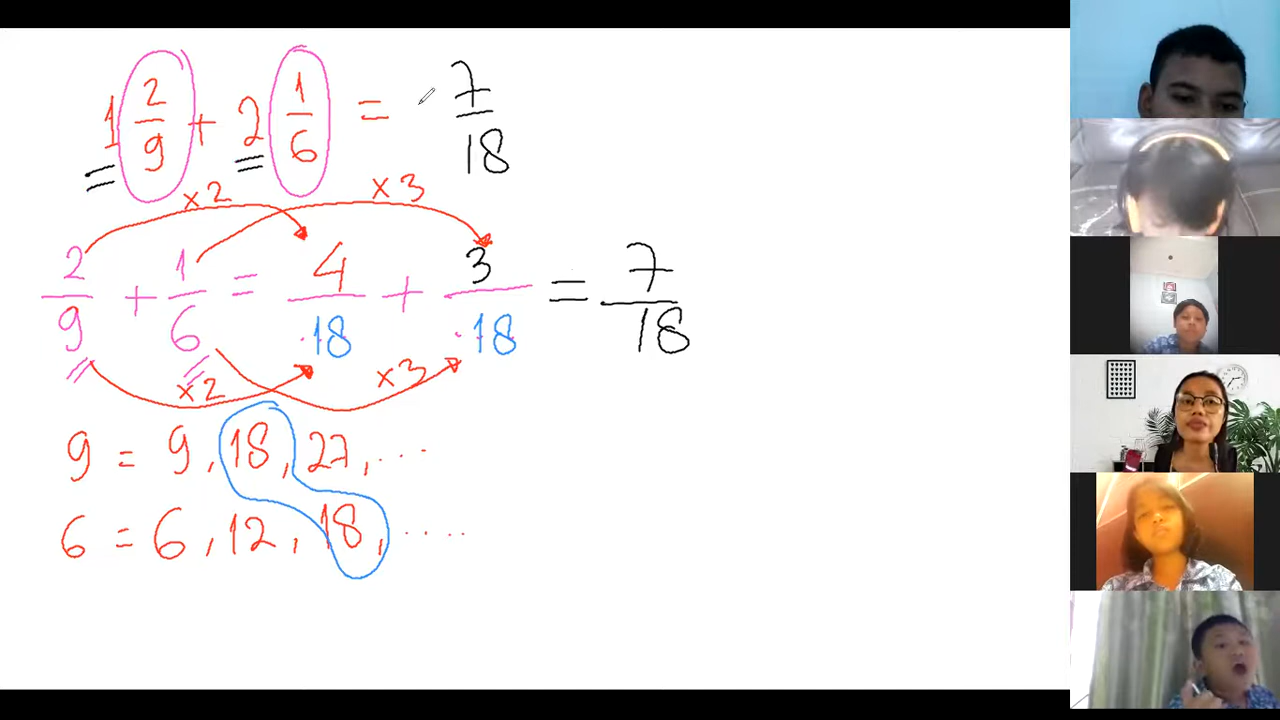 1 2/9 + 2 1/6 = 7/18
×2 ×3
2/9 + 1/6 = 4/18 + 3/18 = 7/18
×2 ×3
9 = 9, 18, 27, ...
6 = 6, 12, 18, ....